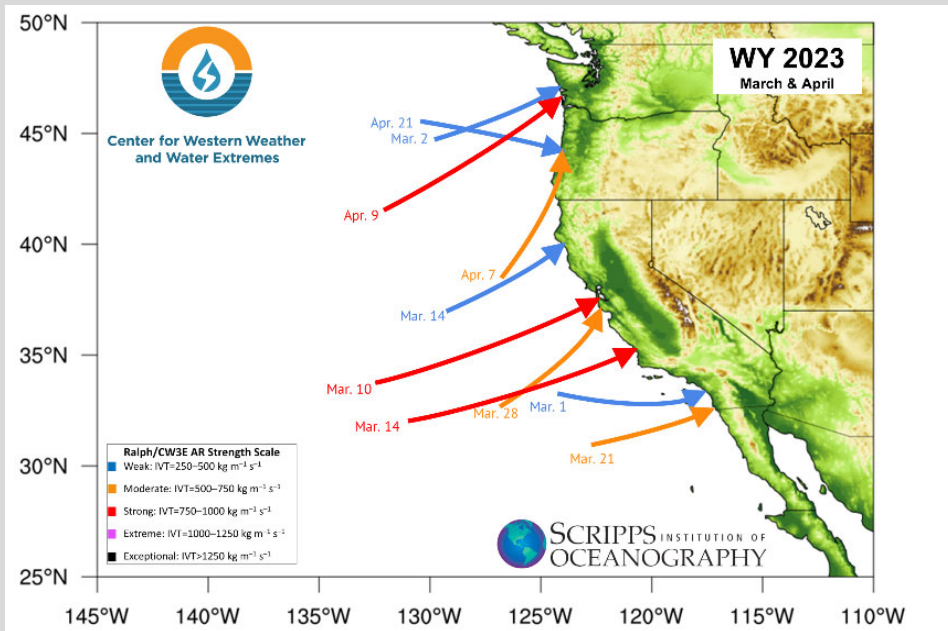 50°N
45°N
40°N
35°N
30°N
25°N
145°W
140°W
135°W
130°W
125°W
120°W
115°W
110°W
Center for Western Weather
and Water Extremes
WY 2023
March & April
Apr. 21
Mar. 2
Apr. 9
Apr. 7
Mar. 14
Mar. 10
Mar. 28
Mar. 14
Mar. 1
Mar. 21
Ralph/CW3E AR Strength Scale
Weak: IVT=250–500 kg m⁻¹ s⁻¹
Moderate: IVT=500–750 kg m⁻¹ s⁻¹
Strong: IVT=750–1000 kg m⁻¹ s⁻¹
Extreme: IVT=1000–1250 kg m⁻¹ s⁻¹
Exceptional: IVT>1250 kg m⁻¹ s⁻¹
SCRIPPS INSTITUTION OF
OCEANOGRAPHY